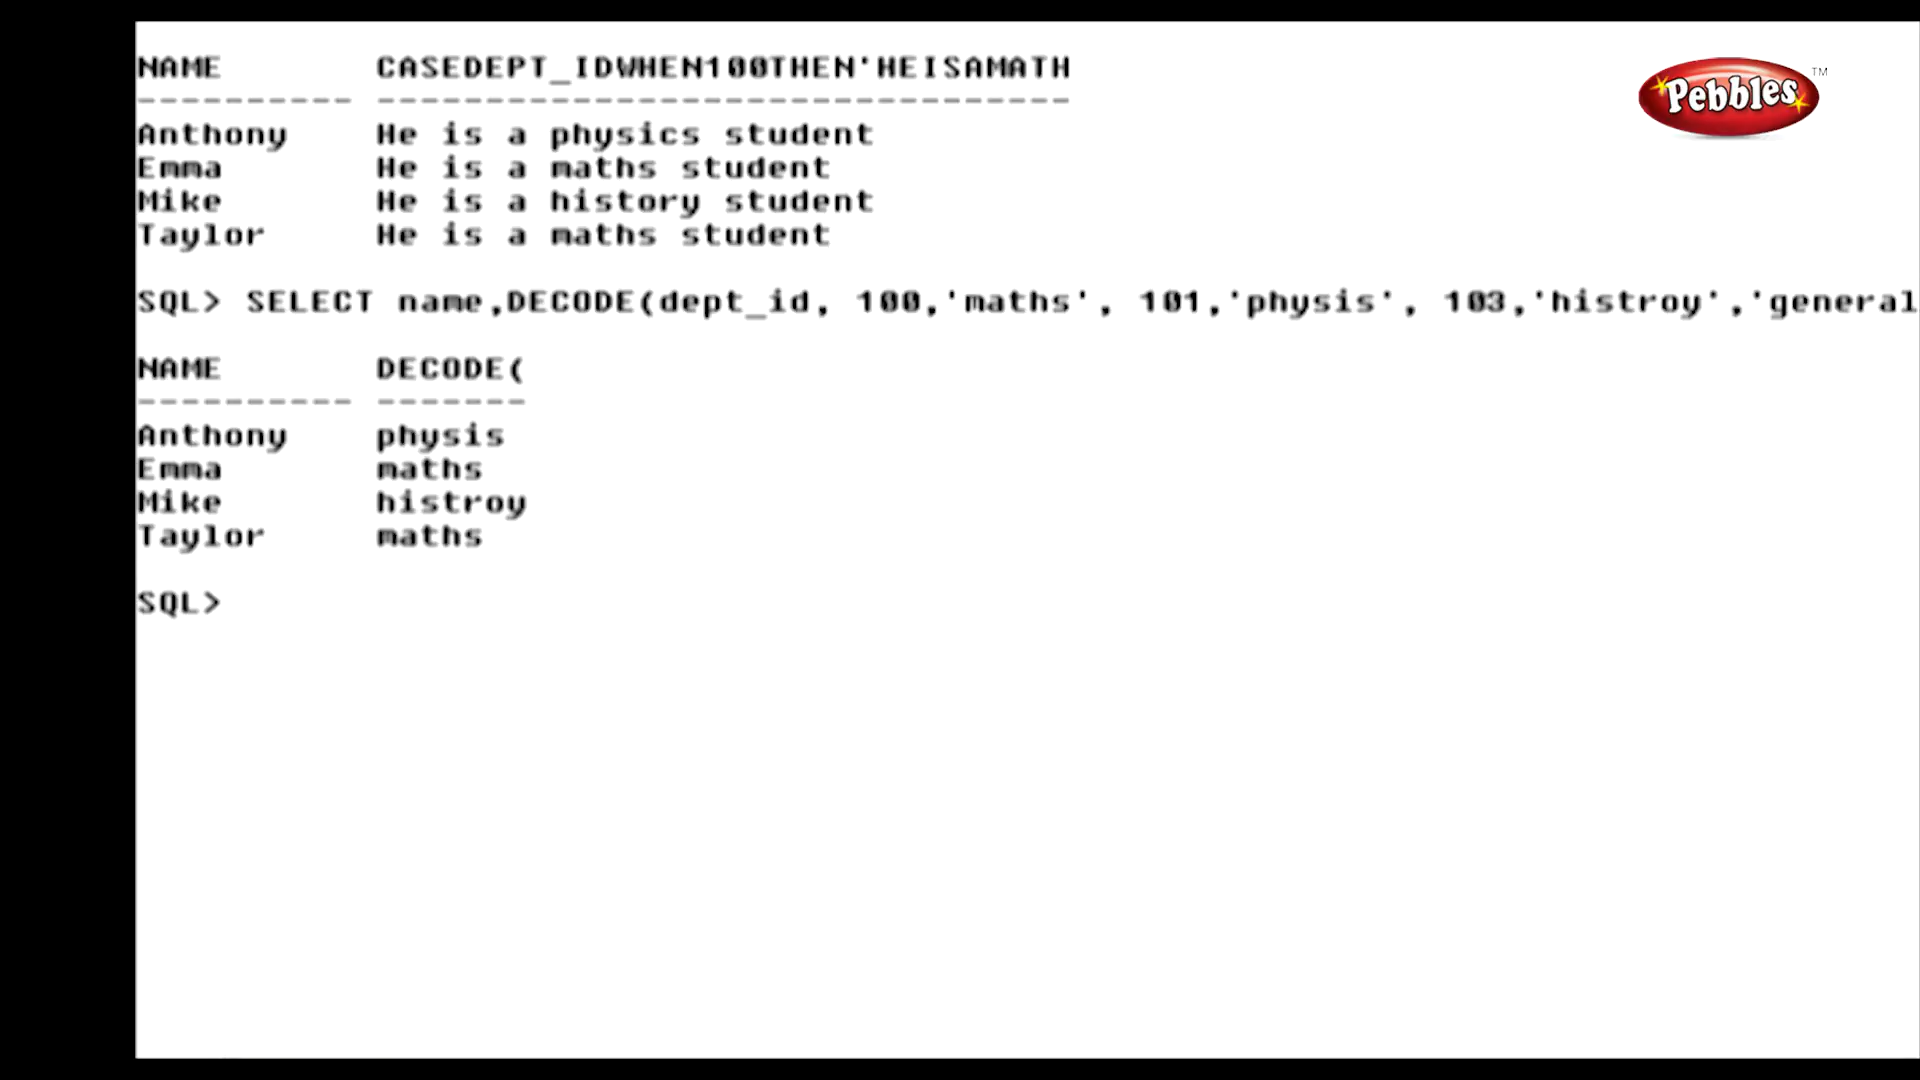 NAME CASEDEPT_IDWHEN100THEN'HEISAMATH
---------- --------------------------------
Anthony He is a physics student
Emma He is a maths student
Mike He is a history student
Taylor He is a maths student
SQL> SELECT name,DECODE(dept_id, 100,'maths', 101,'physis', 103,'histroy','general
NAME DECODE(
---------- -------
Anthony physis
Emma maths
Mike histroy
Taylor maths
SQL>
Pebbles TM